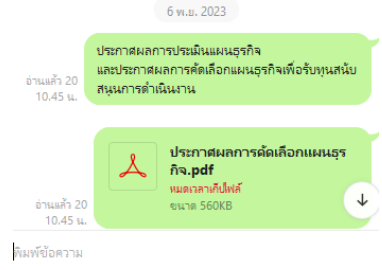 6 พ.ย. 2023
ประกาศผลการประเมินแผนธุรกิจ
และประกาศผลการคัดเลือกแผนธุรกิจเพื่อรับทุนสนับ
สนุนการดำเนินงาน
อ่านแล้ว 20
10.45 น.
ประกาศผลการคัดเลือกแผนธุร
กิจ.pdf
หมดเวลาเก็บไฟล์
ขนาด 560KB
อ่านแล้ว 20
10.45 น.
พิมพ์ข้อความ